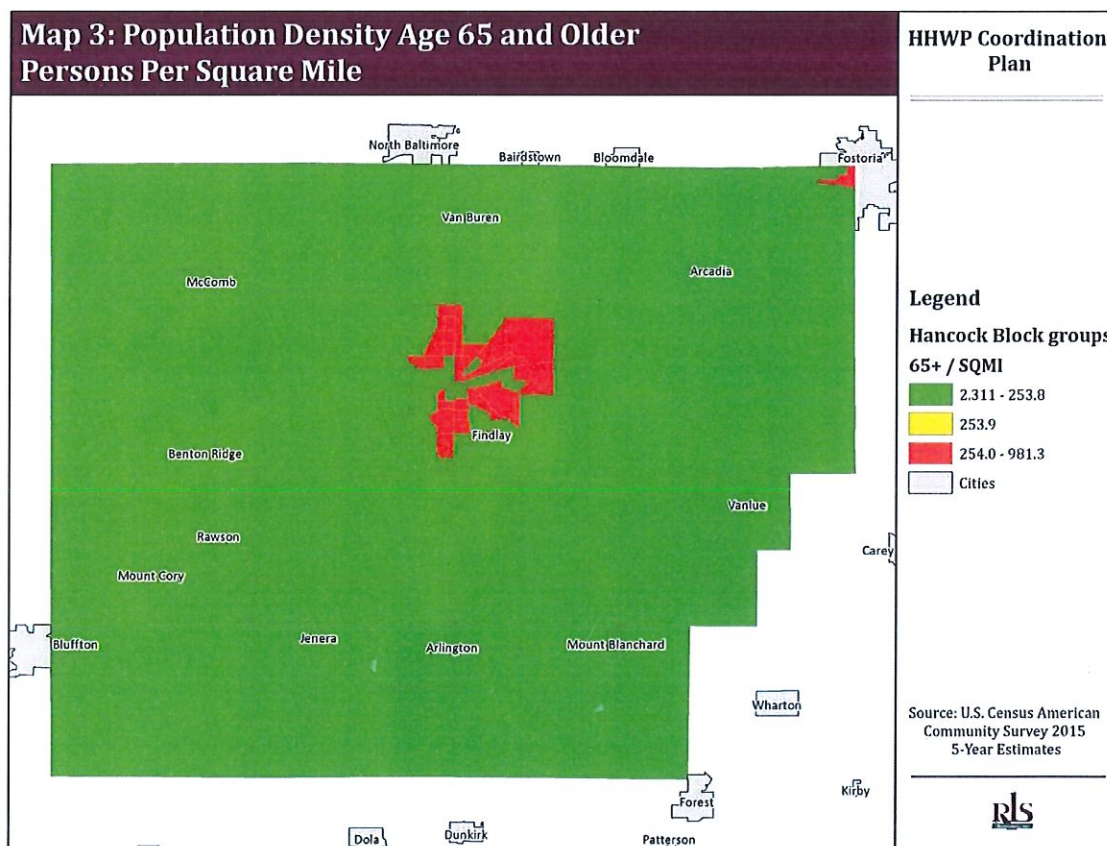 Map 3: Population Density Age 65 and Older
Persons Per Square Mile
HHWP Coordination
Plan
North Baltimore
Bairdstown
Bloomdale
Fostoria
Van Buren
McComb
Arcadia
Findlay
Benton Ridge
Vanlue
Rawson
Carey
Mount Cory
Bluffton
Jenera
Arlington
Mount Blanchard
Wharton
Forest
Kirby
Dola
Dunkirk
Patterson
Legend
Hancock Block groups
65+ / SQMI
2.311 - 253.8
253.9
254.0 - 981.3
Cities
Source: U.S. Census American
Community Survey 2015
5-Year Estimates
RLS